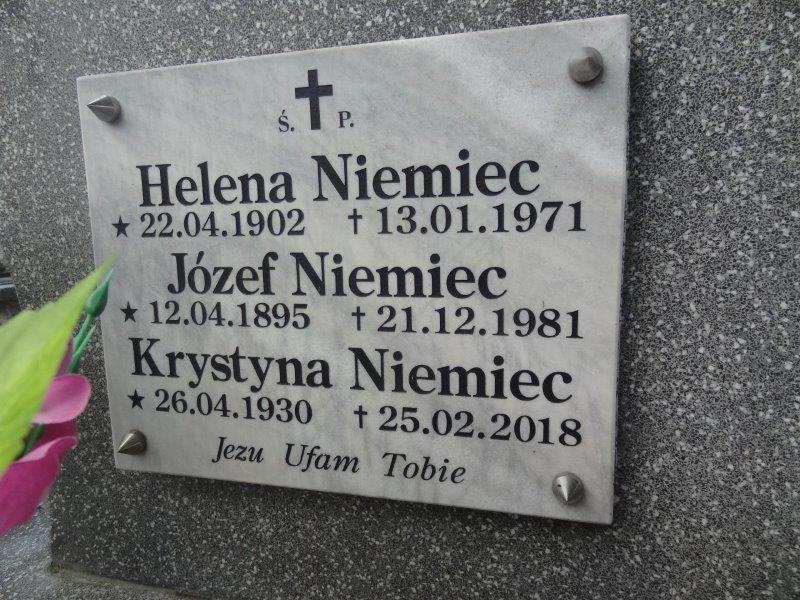 Ś. P.
Helena Niemiec
★ 22.04.1902 † 13.01.1971
Józef Niemiec
★ 12.04.1895 † 21.12.1981
Krystyna Niemiec
★ 26.04.1930 † 25.02.2018
Jezu Ufam Tobie